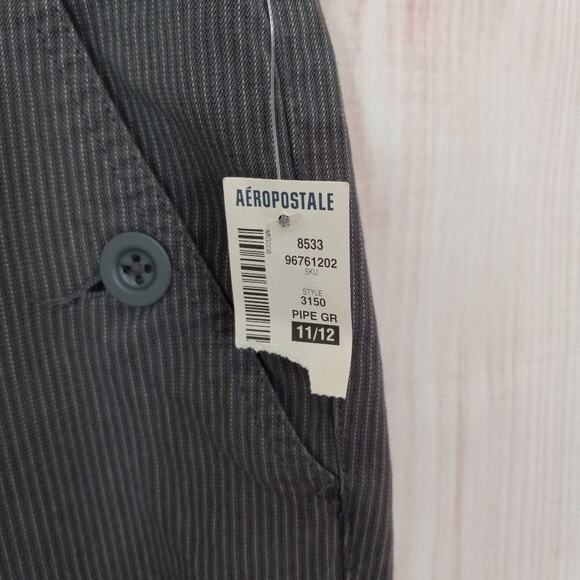 AÉROPOSTALE
8533
96761202
SKU
STYLE
3150
PIPE GR
11/12